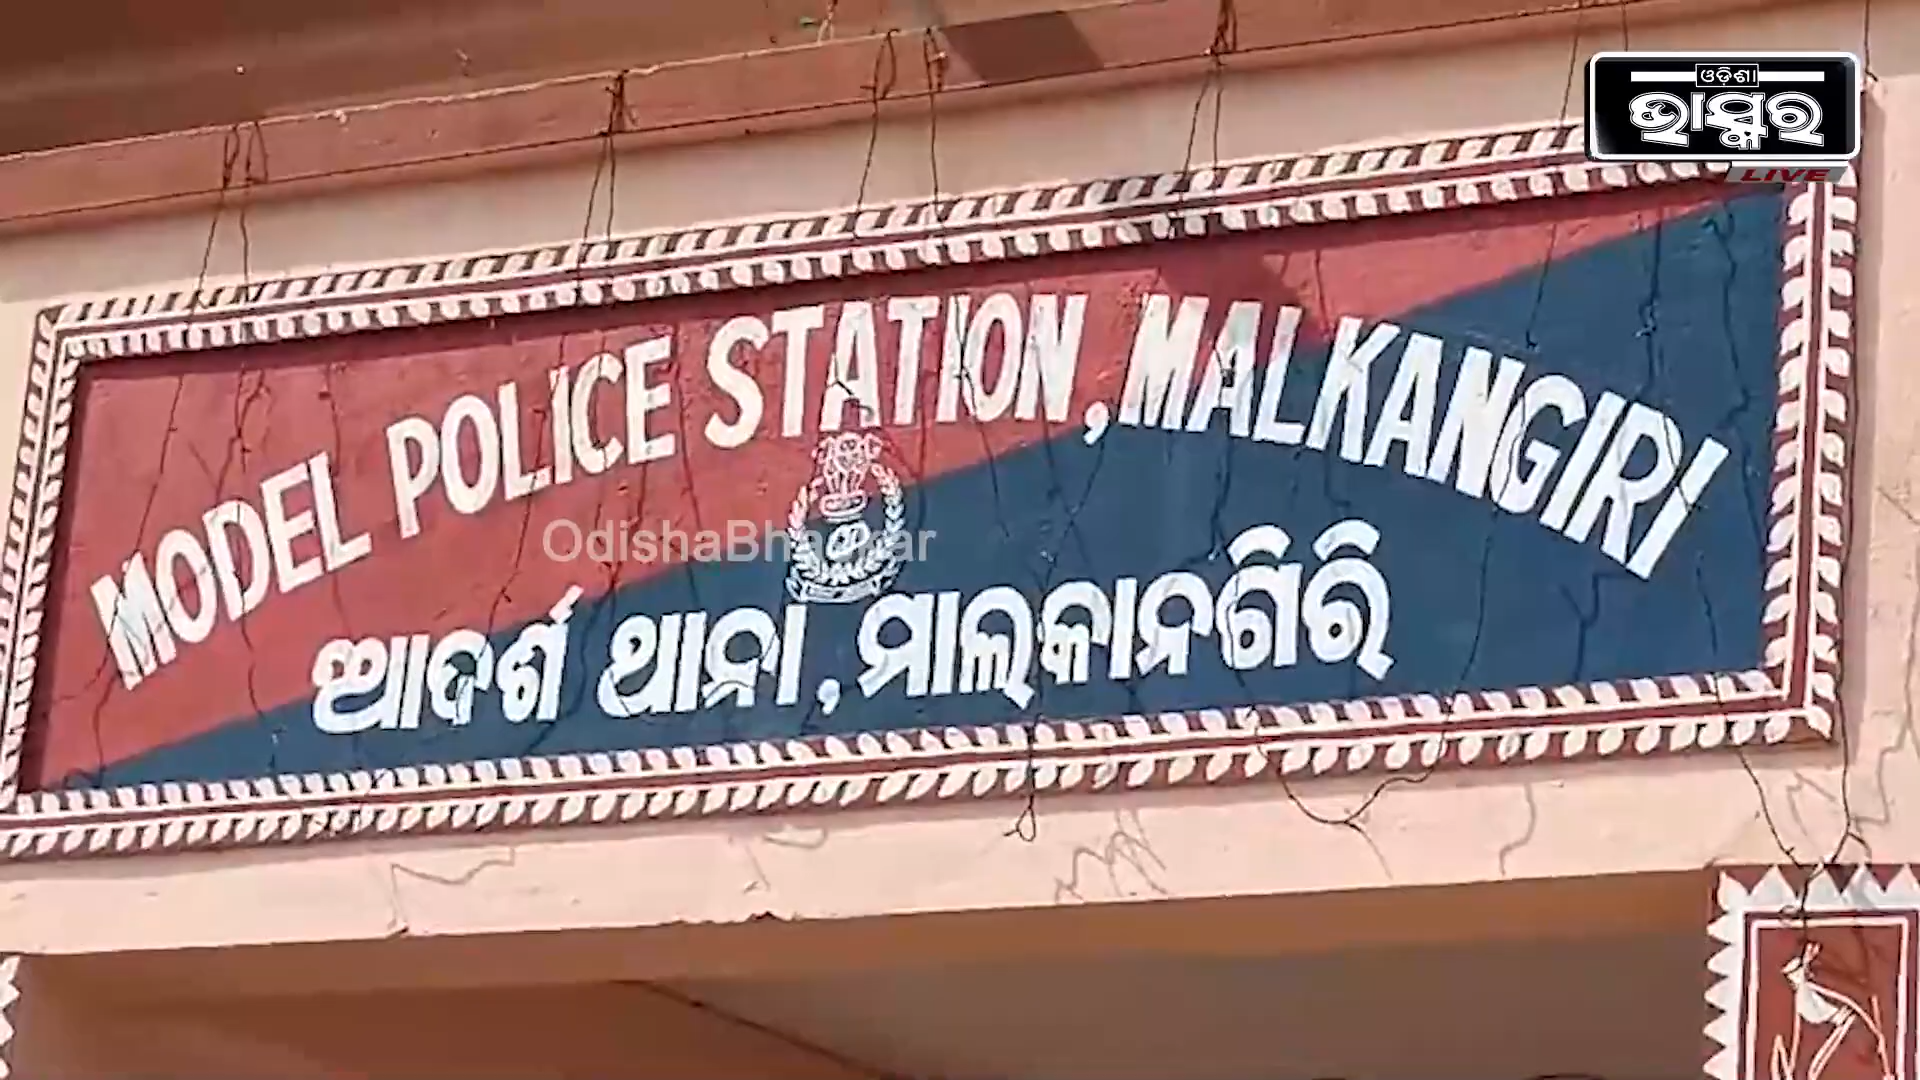 ଓଡ଼ିଶା
ଭାସ୍କର
LIVE
MODEL POLICE STATION, MALKANGIRI
OdishaBhaskar
ଆଦର୍ଶ ଥାନା, ମାଲକାନଗିରି